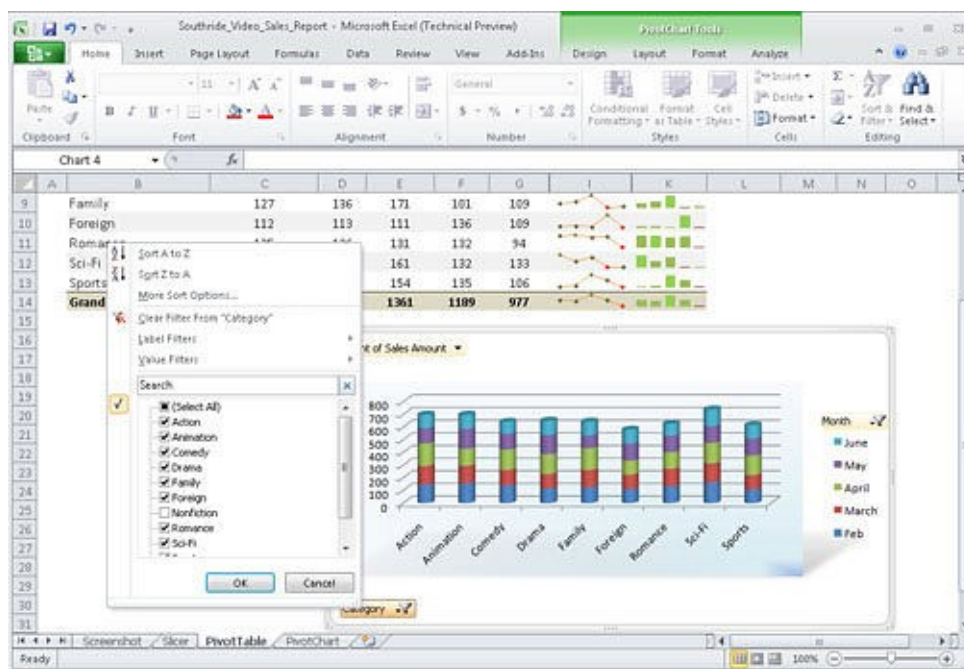 Southride_Video_Sales_Report - Microsoft Excel (Technical Preview)
PivotChart Tools
Home Insert Page Layout Formulas Data Review View Add-Ins Design Layout Format Analyze
Paste
11
General
Conditional Formatting
Format as Table
Cell Styles
Insert
Delete
Format
Sort & Filter
Find & Select
Clipboard Font Alignment Number Styles Cells Editing
Chart 4 fx
A B C D E F G I K L M N O
9 Family 127 136 171 101 109
10 Foreign 112 113 111 136 109
11 131 132 94
12 Sci-Fi 161 132 133
13 Sports 154 135 106
14 Grand 1361 1189 977
15
16
17
18
19
20
21
22
23
24
25
26
27
28
29
30
31
Sort A to Z
Sort Z to A
More Sort Options...
Clear Filter From "Category"
Label Filters
Value Filters
Search
(Select All)
Action
Animation
Comedy
Drama
Family
Foreign
Nonfiction
Romance
Sci-Fi
OK Cancel
of Sales Amount
800
700
600
500
400
300
200
100
0
Action Animation Comedy Drama Family Foreign Romance Sci-Fi Sports
Month
June
May
April
March
Feb
Category
Screenshot Slicer PivotTable PivotChart
Ready 100%